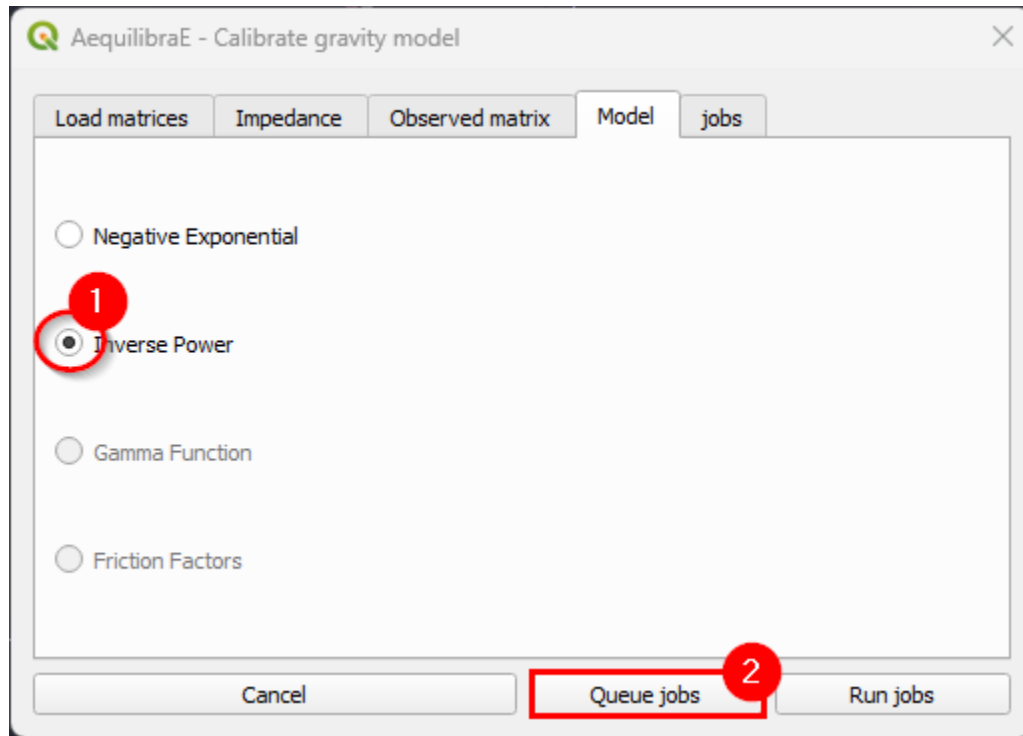 AequilibraE - Calibrate gravity model
Load matrices Impedance Observed matrix Model jobs
Negative Exponential
1
Inverse Power
Gamma Function
Friction Factors
2
Cancel Queue jobs Run jobs